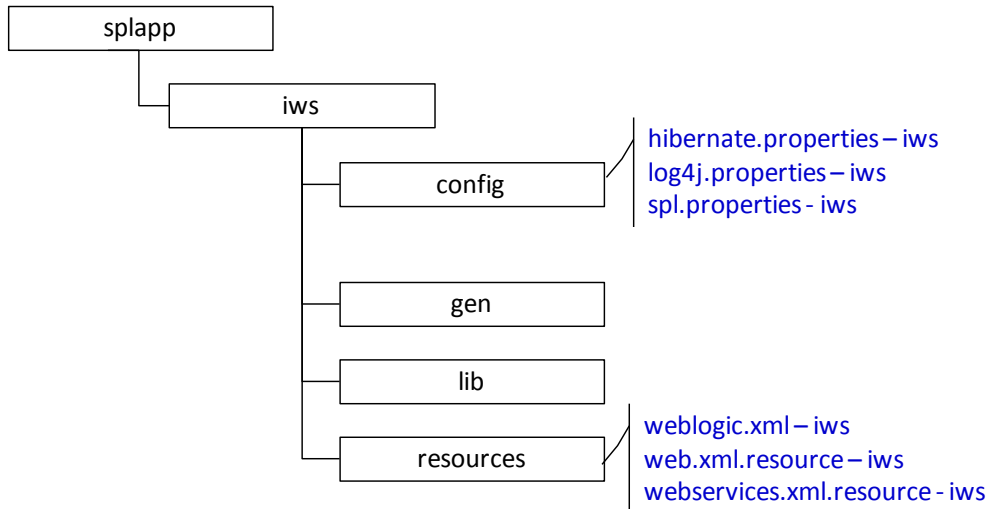 splapp
iws
hibernate.properties – iws
log4j.properties – iws
spl.properties - iws
config
gen
lib
resources
weblogic.xml – iws
web.xml.resource – iws
webservices.xml.resource - iws